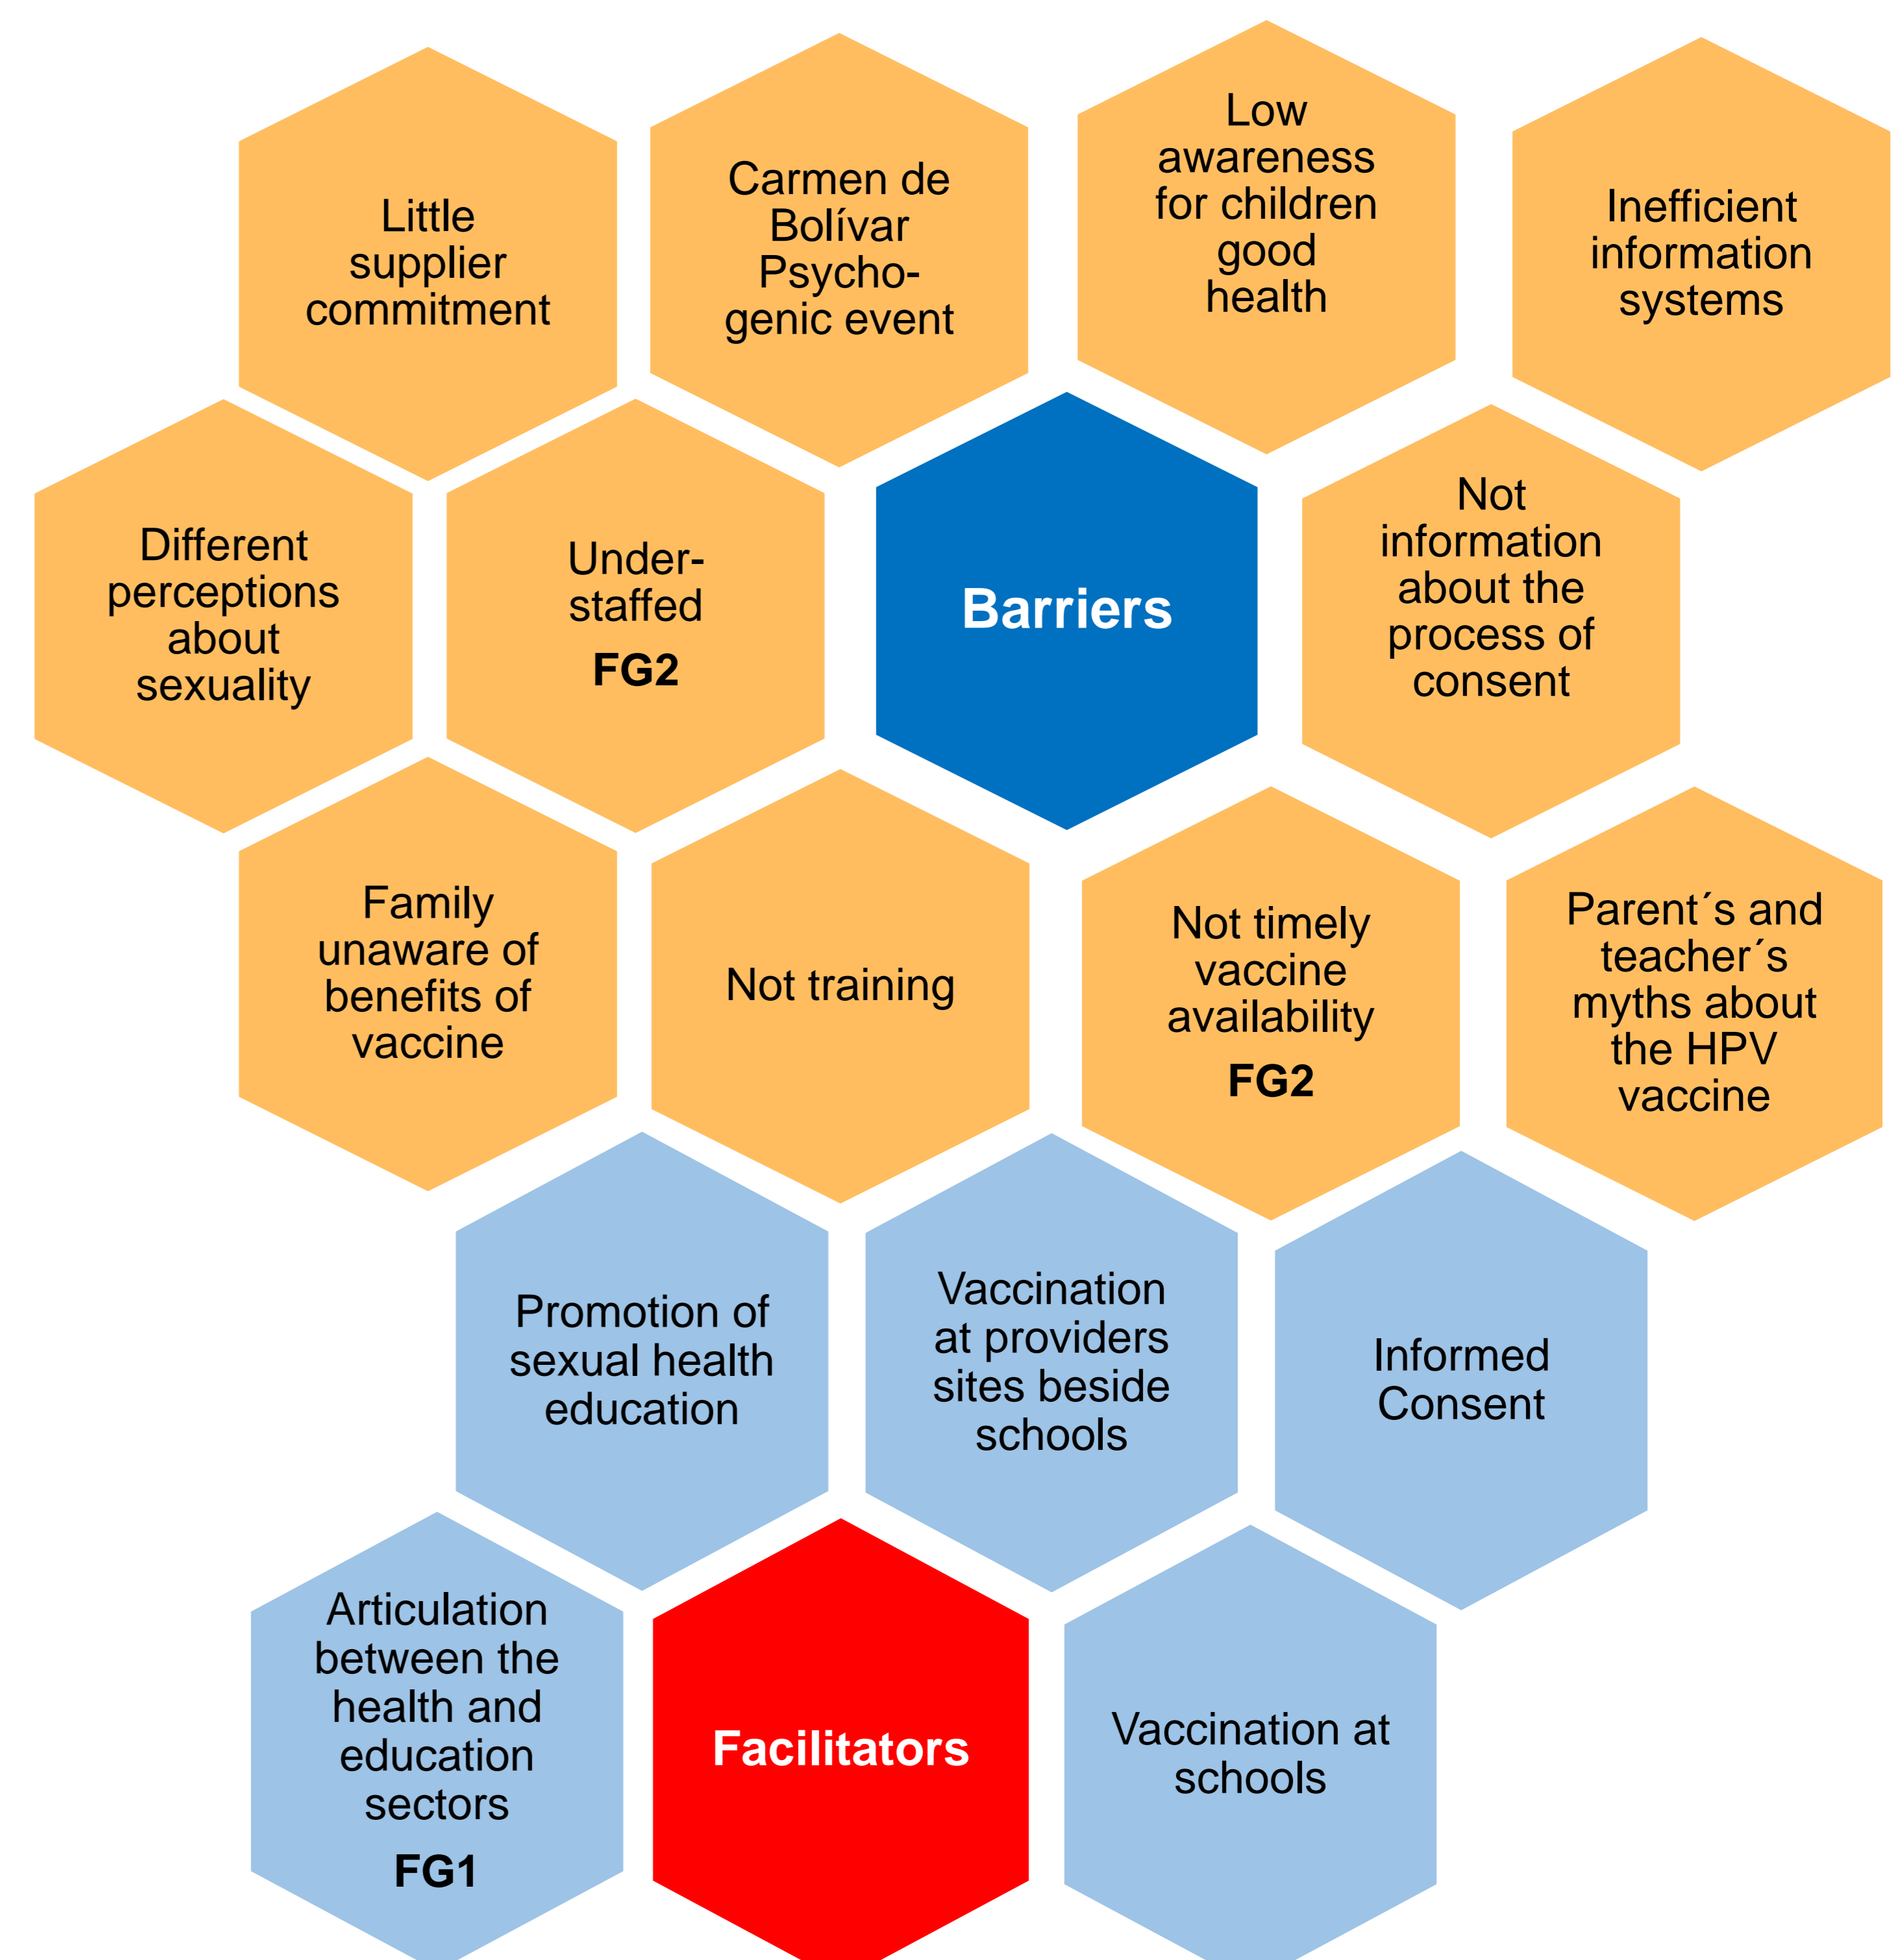 Little
supplier
commitment
Carmen de
Bolívar
Psycho-
genic event
Low
awareness
for children
good
health
Inefficient
information
systems
Different
perceptions
about
sexuality
Under-
staffed
FG2
Barriers
Not
information
about the
process of
consent
Family
unaware of
benefits of
vaccine
Not training
Not timely
vaccine
availability
FG2
Parent´s and
teacher´s
myths about
the HPV
vaccine
Promotion of
sexual health
education
Vaccination
at providers
sites beside
schools
Informed
Consent
Articulation
between the
health and
education
sectors
FG1
Facilitators
Vaccination at
schools